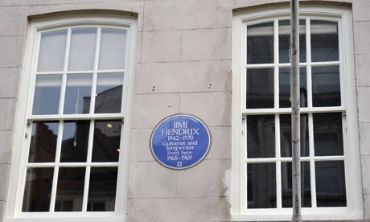 JIMI
HENDRIX
1942-1970
Guitarist and
Songwriter
lived here
1968-1969